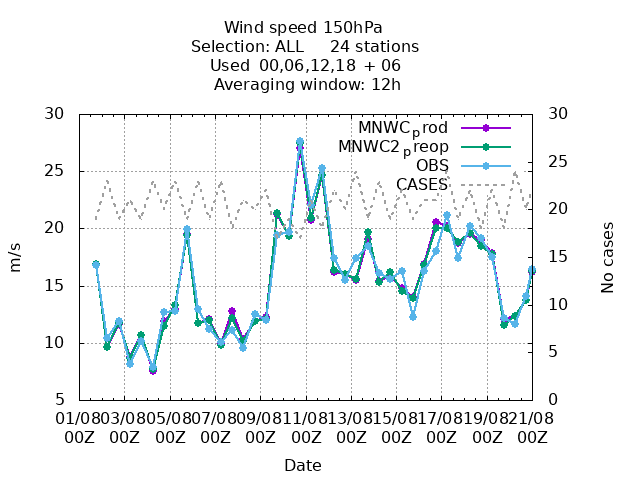 Wind speed 150hPa
Selection: ALL 24 stations
Used 00,06,12,18 + 06
Averaging window: 12h
30 30
MNWCprod
MNWC2preop
OBS
CASES
25 25
20 20
m/s
No cases
15 15
10 10
5 5
0
01/08 03/08 05/08 07/08 09/08 11/08 13/08 15/08 17/08 19/08 21/08
00Z 00Z 00Z 00Z 00Z 00Z 00Z 00Z 00Z 00Z 00Z
Date